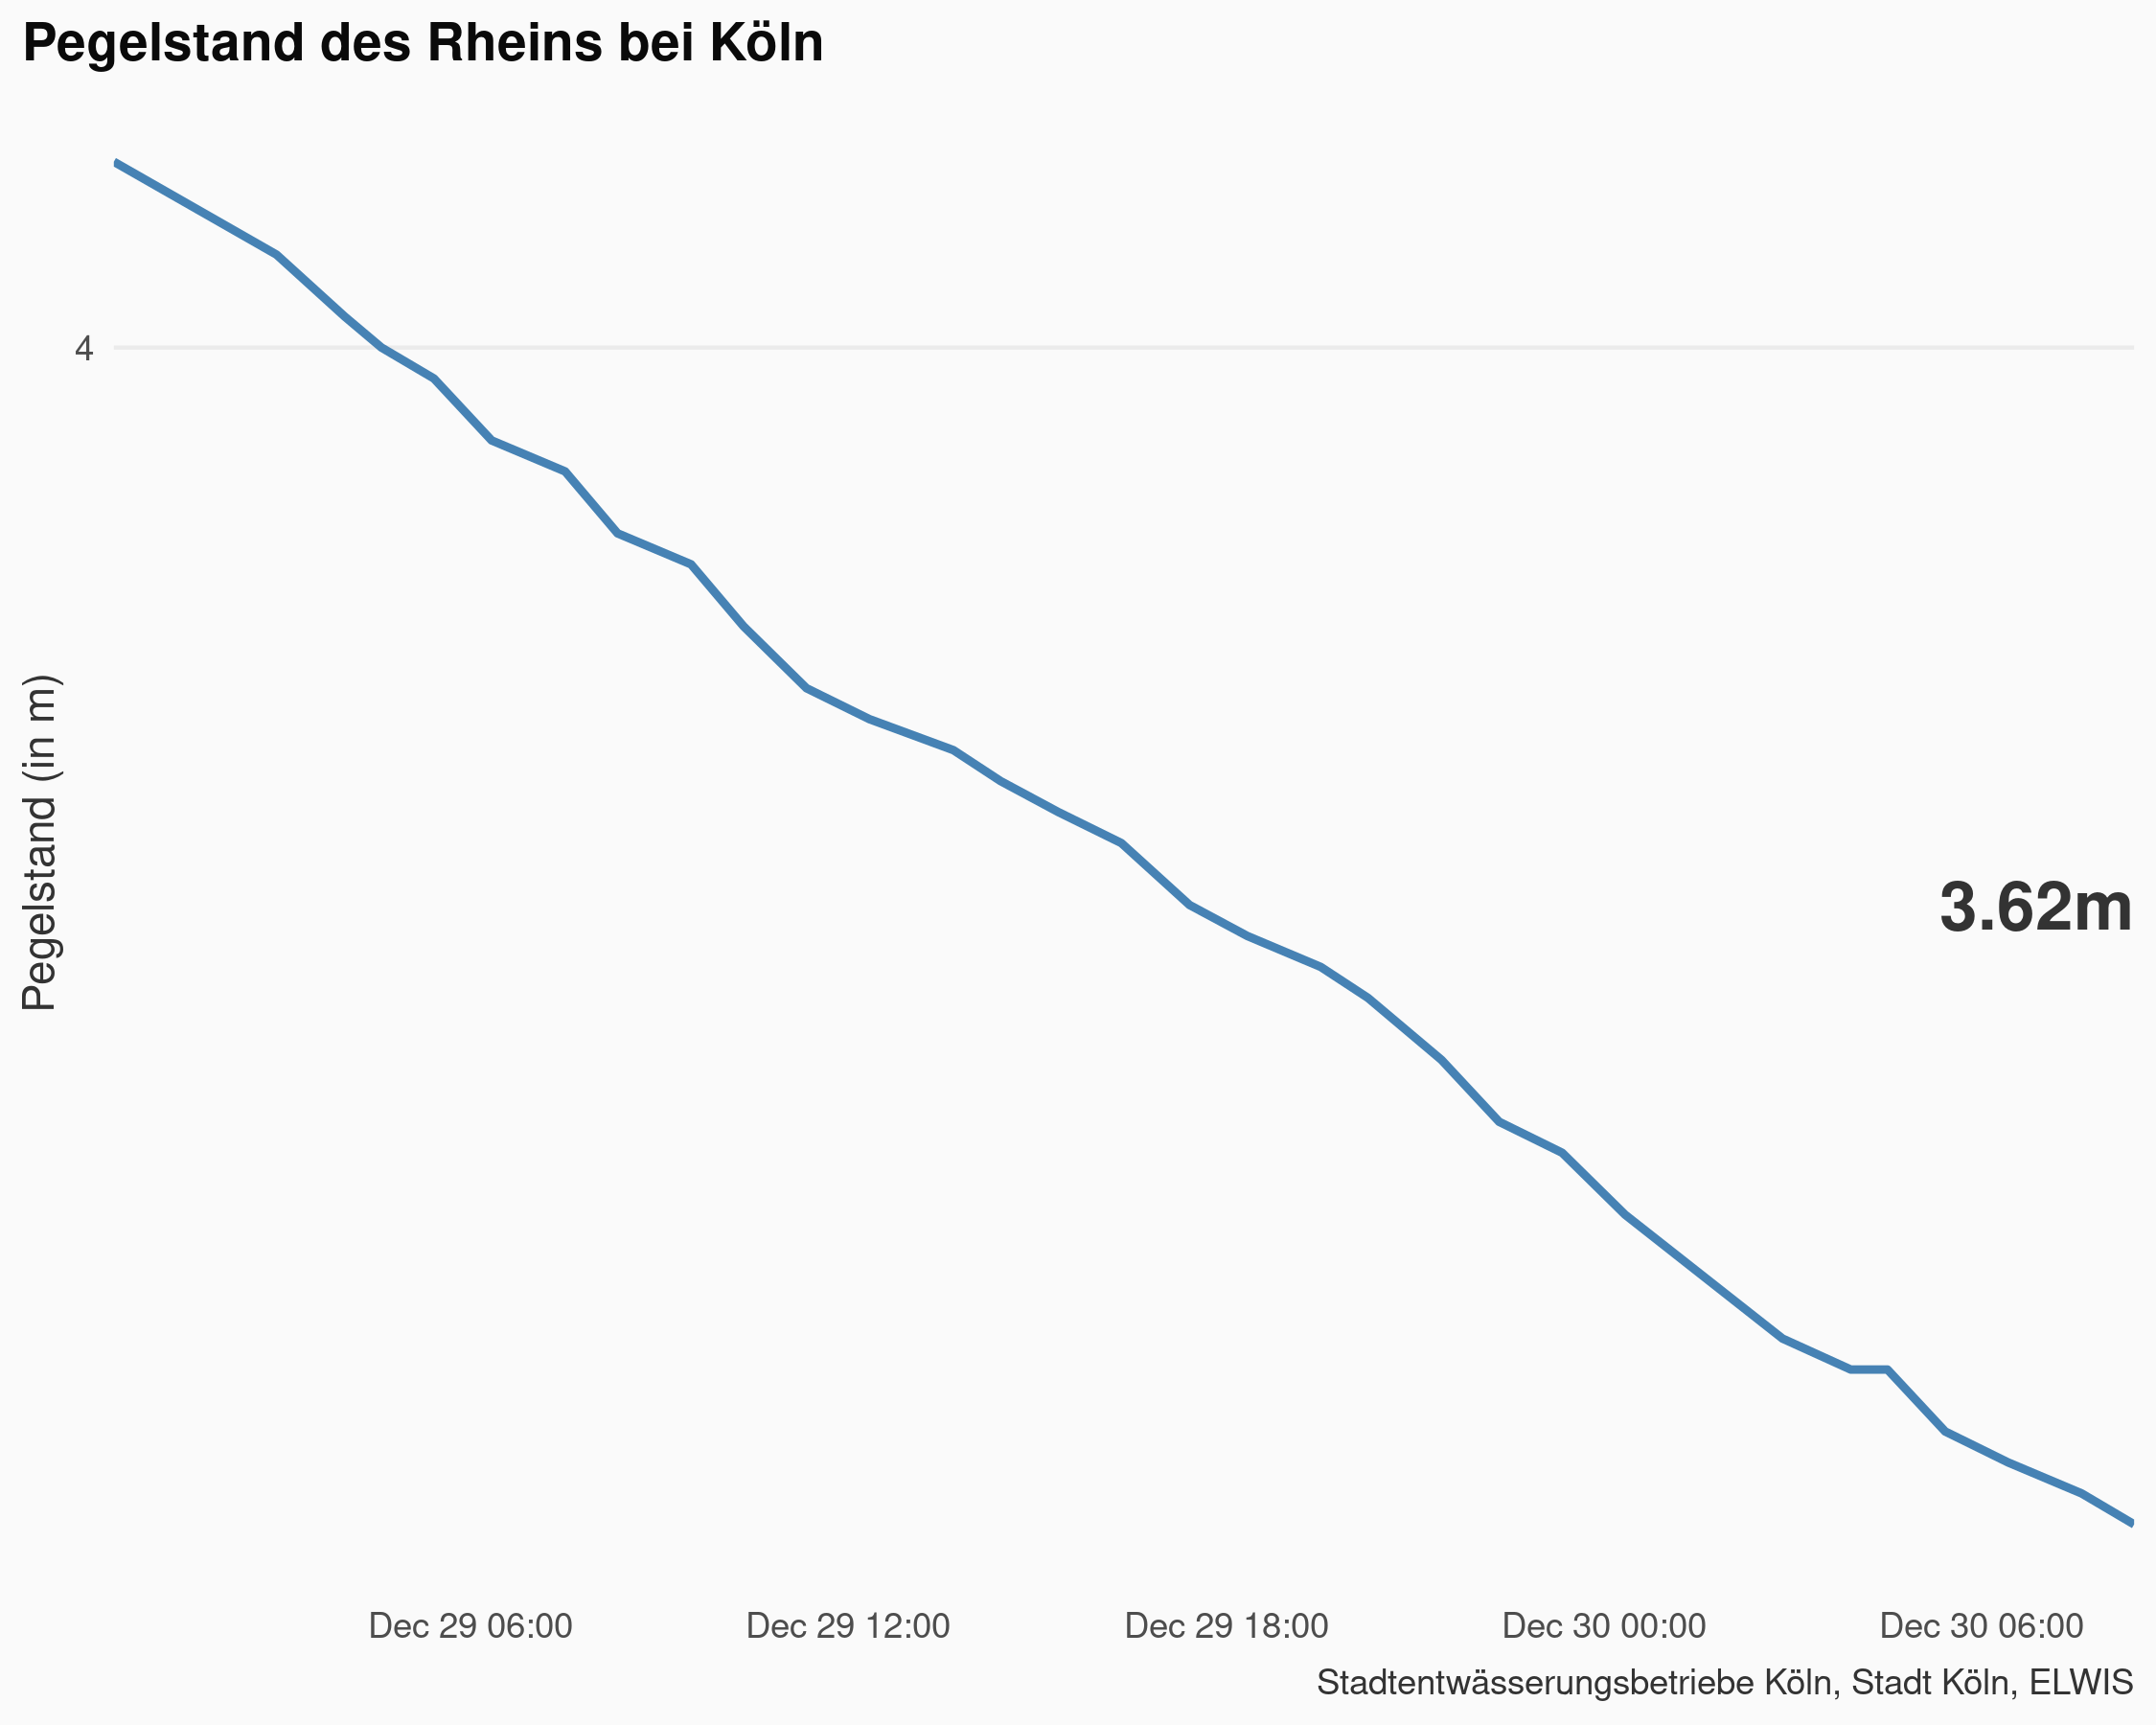 Pegelstand des Rheins bei Köln
4
Pegelstand (in m)
3.62m
Dec 29 06:00
Dec 29 12:00
Dec 29 18:00
Dec 30 00:00
Dec 30 06:00
Stadtentwässerungsbetriebe Köln, Stadt Köln, ELWIS